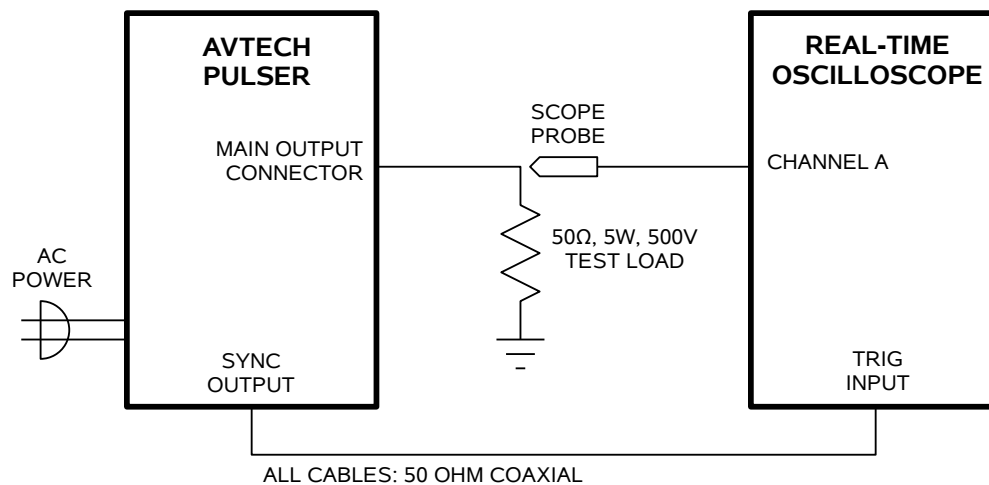 AVTECH
PULSER
MAIN OUTPUT
CONNECTOR
AC
POWER
SYNC
OUTPUT
SCOPE
PROBE
50Ω, 5W, 500V
TEST LOAD
REAL-TIME
OSCILLOSCOPE
CHANNEL A
TRIG
INPUT
ALL CABLES: 50 OHM COAXIAL